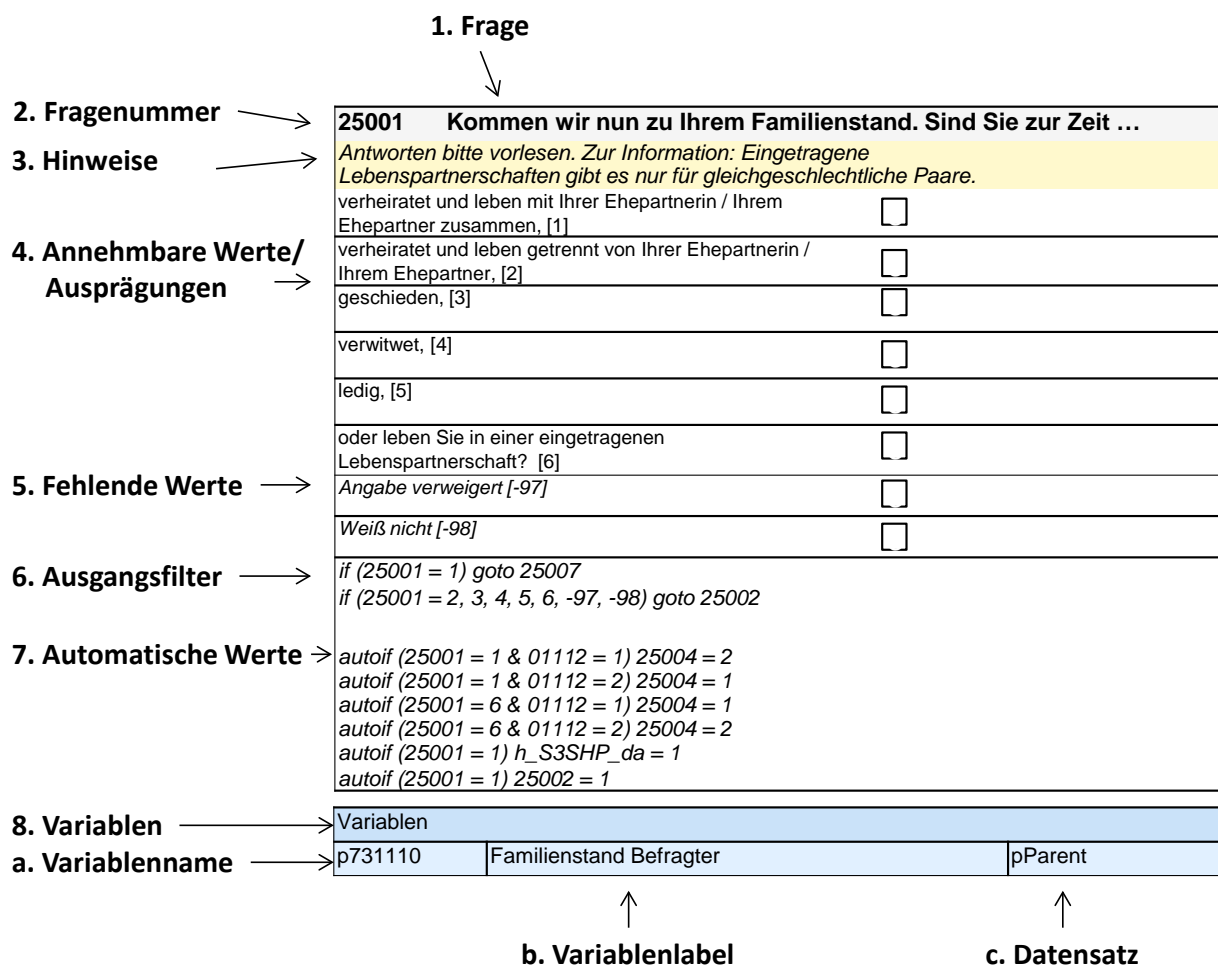 1. Frage
2. Fragenummer
25001 Kommen wir nun zu Ihrem Familienstand. Sind Sie zur Zeit …
3. Hinweise
Antworten bitte vorlesen. Zur Information: Eingetragene
Lebenspartnerschaften gibt es nur für gleichgeschlechtliche Paare.
verheiratet und leben mit Ihrer Ehepartnerin / Ihrem
Ehepartner zusammen, [1]
4. Annehmbare Werte/
Ausprägungen
verheiratet und leben getrennt von Ihrer Ehepartnerin /
Ihrem Ehepartner, [2]
geschieden, [3]
verwitwet, [4]
ledig, [5]
oder leben Sie in einer eingetragenen
Lebenspartnerschaft? [6]
5. Fehlende Werte
Angabe verweigert [-97]
Weiß nicht [-98]
6. Ausgangsfilter
if (25001 = 1) goto 25007
if (25001 = 2, 3, 4, 5, 6, -97, -98) goto 25002
7. Automatische Werte
autoif (25001 = 1 & 01112 = 1) 25004 = 2
autoif (25001 = 1 & 01112 = 2) 25004 = 1
autoif (25001 = 6 & 01112 = 1) 25004 = 1
autoif (25001 = 6 & 01112 = 2) 25004 = 2
autoif (25001 = 1) h_S3SHP_da = 1
autoif (25001 = 1) 25002 = 1
8. Variablen
Variablen
a. Variablenname
p731110 Familienstand Befragter pParent
b. Variablenlabel c. Datensatz